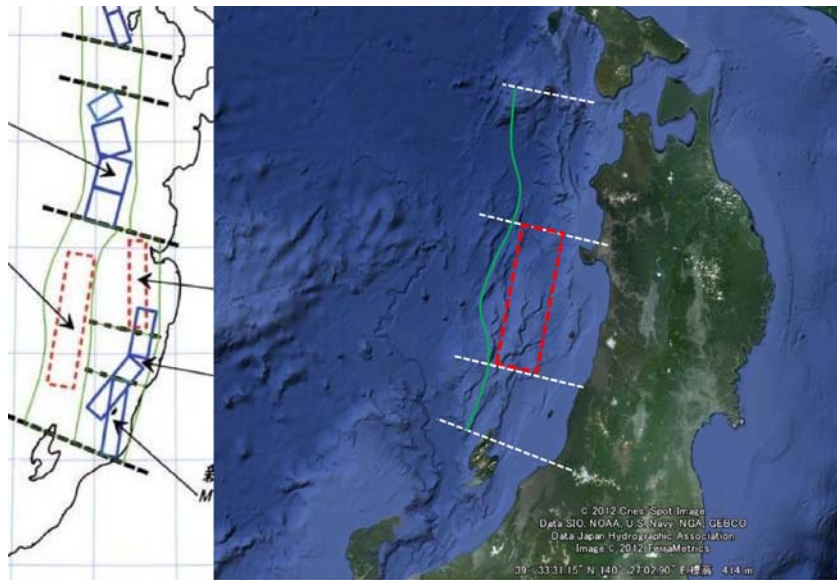 新
M
© 2012 Cnes/Spot Image
Data SIO, NOAA, U.S. Navy, NGA, GEBCO
Data Japan Hydrographic Association
Image © 2012 TerraMetrics
39°33'31.15" N 140°27'02.90" E 標高 414 m